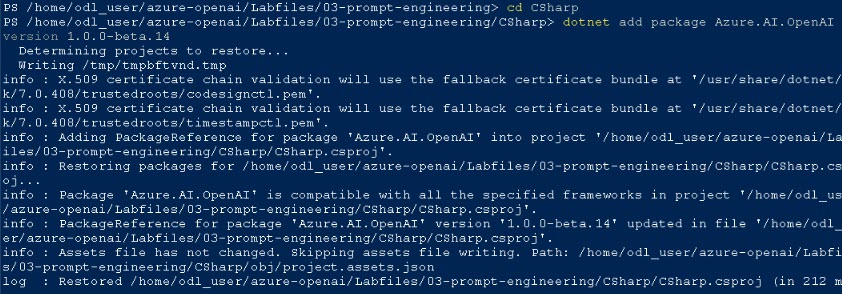 PS /home/odl_user/azure-openai/Labfiles/03-prompt-engineering> cd CSharp
PS /home/odl_user/azure-openai/Labfiles/03-prompt-engineering/CSharp> dotnet add package Azure.AI.OpenAI
version 1.0.0-beta.14
  Determining projects to restore...
  Writing /tmp/tmpbftvnd.tmp
info : X.509 certificate chain validation will use the fallback certificate bundle at '/usr/share/dotnet/
k/7.0.408/trustedroots/codesignctl.pem'.
info : X.509 certificate chain validation will use the fallback certificate bundle at '/usr/share/dotnet/
k/7.0.408/trustedroots/timestampctl.pem'.
info : Adding PackageReference for package 'Azure.AI.OpenAI' into project '/home/odl_user/azure-openai/La
files/03-prompt-engineering/CSharp/CSharp.csproj'.
info : Restoring packages for /home/odl_user/azure-openai/Labfiles/03-prompt-engineering/CSharp/CSharp.cs
oj...
info : Package 'Azure.AI.OpenAI' is compatible with all the specified frameworks in project '/home/odl_us
/azure-openai/Labfiles/03-prompt-engineering/CSharp/CSharp.csproj'.
info : PackageReference for package 'Azure.AI.OpenAI' version '1.0.0-beta.14' updated in file '/home/odl_
er/azure-openai/Labfiles/03-prompt-engineering/CSharp/CSharp.csproj'.
info : Assets file has not changed. Skipping assets file writing. Path: /home/odl_user/azure-openai/Labfi
s/03-prompt-engineering/CSharp/obj/project.assets.json
log  : Restored /home/odl_user/azure-openai/Labfiles/03-prompt-engineering/CSharp/CSharp.csproj (in 212 m